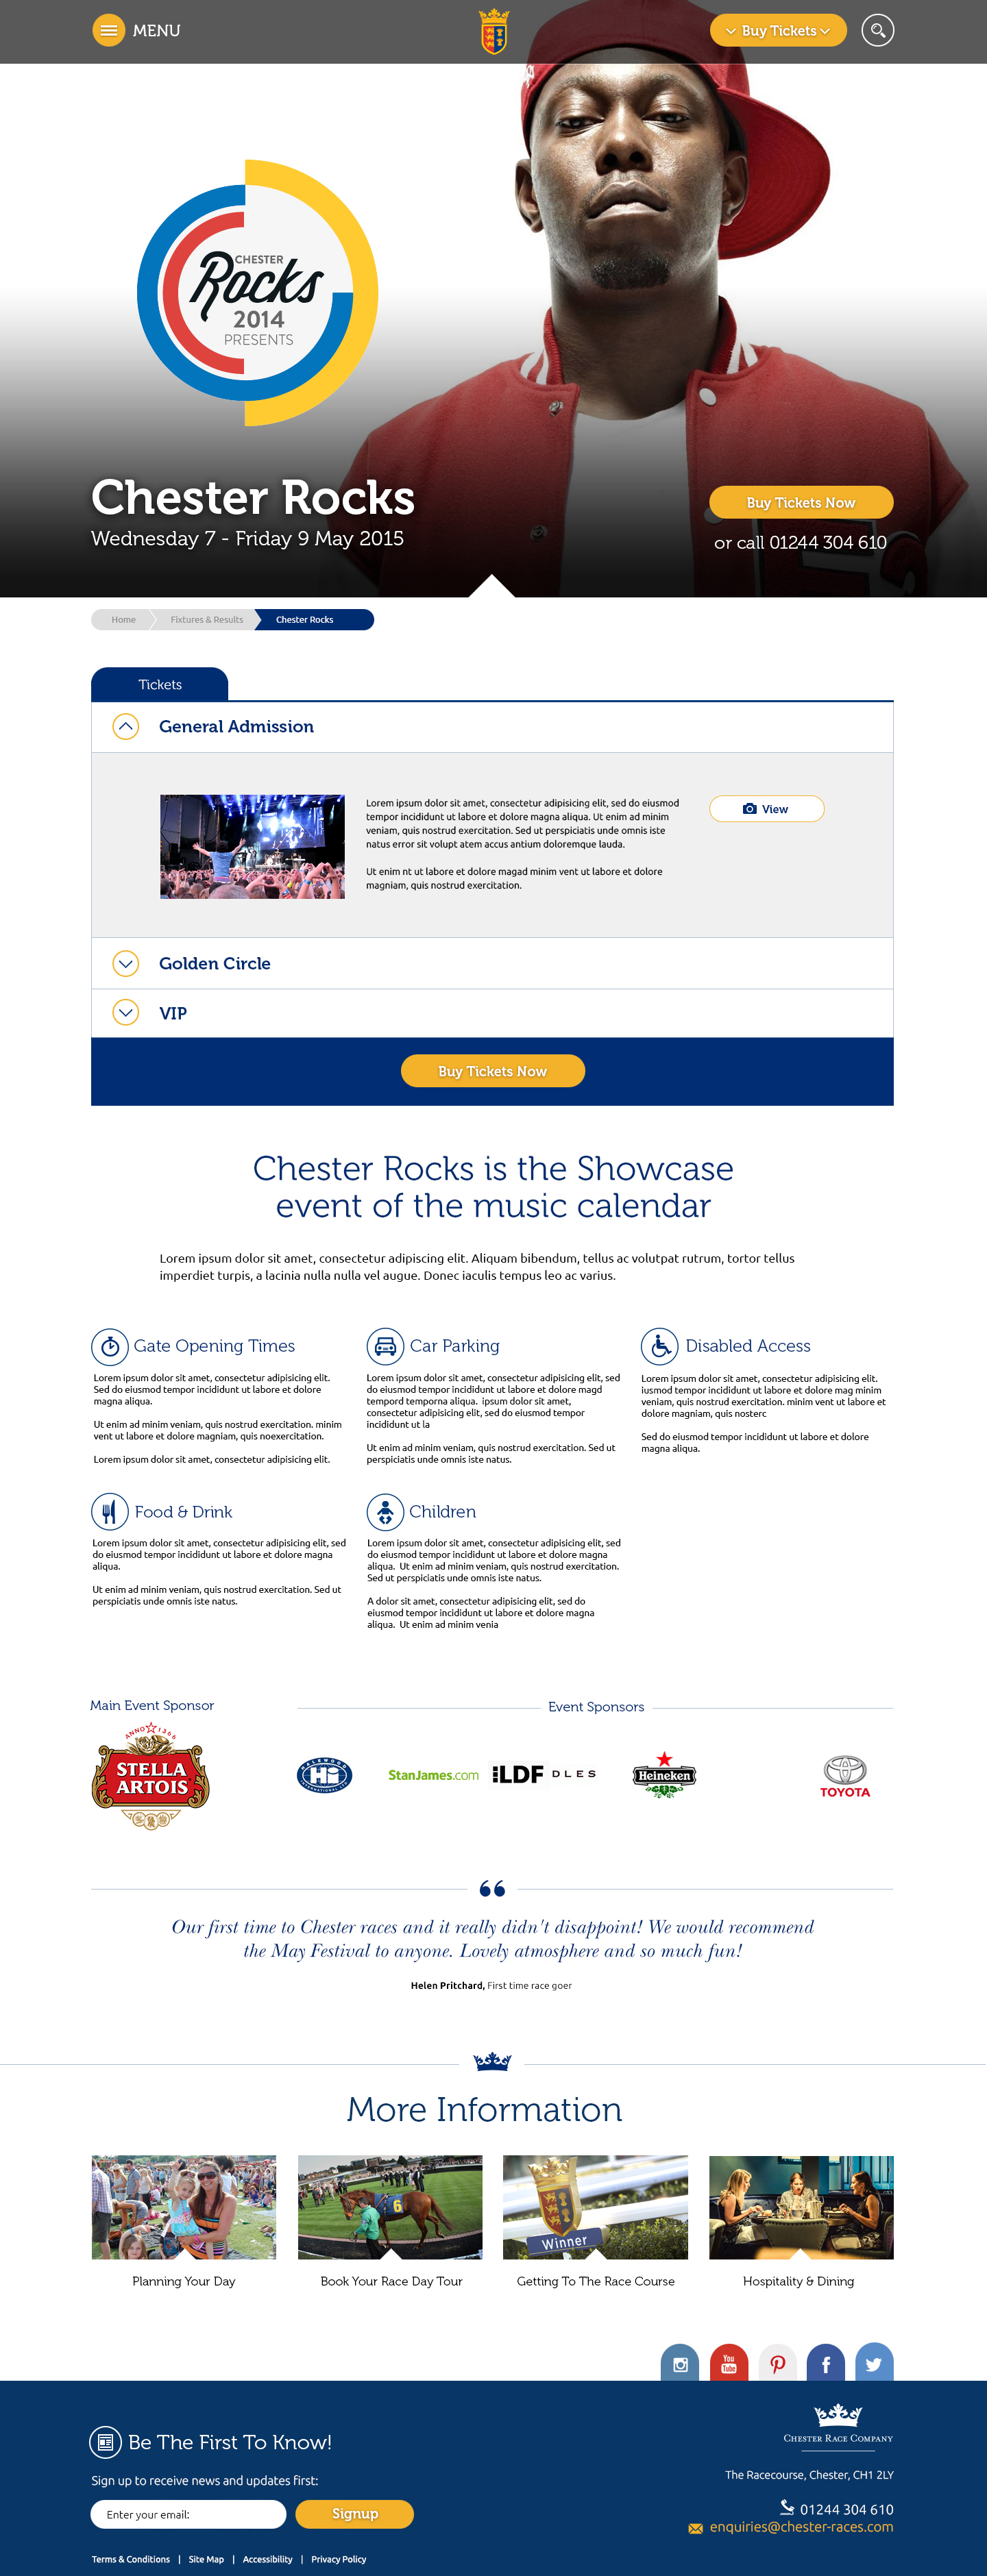 MENU
Buy Tickets
CHESTER
Rocks
2014
PRESENTS
Chester Rocks
Wednesday 7 - Friday 9 May 2015
Buy Tickets Now
or call 01244 304 610
Home
Fixtures & Results
Chester Rocks
Tickets
General Admission
Lorem ipsum dolor sit amet, consectetur adipisicing elit, sed do eiusmod
tempor incididunt ut labore et dolore magna aliqua. Ut enim ad minim
veniam, quis nostrud exercitation. Sed ut perspiciatis unde omnis iste
natus error sit volupt atem accus antium doloremque lauda.
Ut enim nt ut labore et dolore magad minim vent ut labore et dolore
magniam, quis nostrud exercitation.
View
Golden Circle
VIP
Buy Tickets Now
Chester Rocks is the Showcase
event of the music calendar
Lorem ipsum dolor sit amet, consectetur adipiscing elit. Aliquam bibendum, tellus ac volutpat rutrum, tortor tellus
imperdiet turpis, a lacinia nulla nulla vel augue. Donec iaculis tempus leo ac varius.
Gate Opening Times
Lorem ipsum dolor sit amet, consectetur adipisicing elit.
Sed do eiusmod tempor incididunt ut labore et dolore
magna aliqua.
Ut enim ad minim veniam, quis nostrud exercitation. minim
vent ut labore et dolore magniam, quis noexercitation.
Lorem ipsum dolor sit amet, consectetur adipisicing elit.
Car Parking
Lorem ipsum dolor sit amet, consectetur adipisicing elit, sed
do eiusmod tempor incididunt ut labore et dolore magd
tempord temporna aliqua. ipsum dolor sit amet,
consectetur adipisicing elit, sed do eiusmod tempor
incididunt ut la
Ut enim ad minim veniam, quis nostrud exercitation. Sed ut
perspiciatis unde omnis iste natus.
Disabled Access
Lorem ipsum dolor sit amet, consectetur adipisicing elit.
iusmod tempor incididunt ut labore et dolore mag minim
veniam, quis nostrud exercitation. minim vent ut labore et
dolore magniam, quis nosterc
Sed do eiusmod tempor incididunt ut labore et dolore
magna aliqua.
Food & Drink
Lorem ipsum dolor sit amet, consectetur adipisicing elit, sed
do eiusmod tempor incididunt ut labore et dolore magna
aliqua.
Ut enim ad minim veniam, quis nostrud exercitation. Sed ut
perspiciatis unde omnis iste natus.
Children
Lorem ipsum dolor sit amet, consectetur adipisicing elit, sed
do eiusmod tempor incididunt ut labore et dolore magna
aliqua. Ut enim ad minim veniam, quis nostrud exercitation.
Sed ut perspiciatis unde omnis iste natus.
A dolor sit amet, consectetur adipisicing elit, sed do
eiusmod tempor incididunt ut labore et dolore magna
aliqua. Ut enim ad minim venia
Main Event Sponsor
Event Sponsors
ANNO 1366
STELLA
ARTOIS
HALEWOOD
Hi
INTERNATIONAL
StanJames.com
LDF
DLES
Heineken
TOYOTA
Our first time to Chester races and it really didn't disappoint! We would recommend
the May Festival to anyone. Lovely atmosphere and so much fun!
Helen Pritchard, First time race goer
More Information
6
Winner
Planning Your Day
Book Your Race Day Tour
Getting To The Race Course
Hospitality & Dining
You
Tube
Be The First To Know!
Sign up to receive news and updates first:
Enter your email:
Signup
Terms & Conditions | Site Map | Accessibility | Privacy Policy
CHESTER RACE COMPANY
The Racecourse, Chester, CH1 2LY
01244 304 610
enquiries@chester-races.com